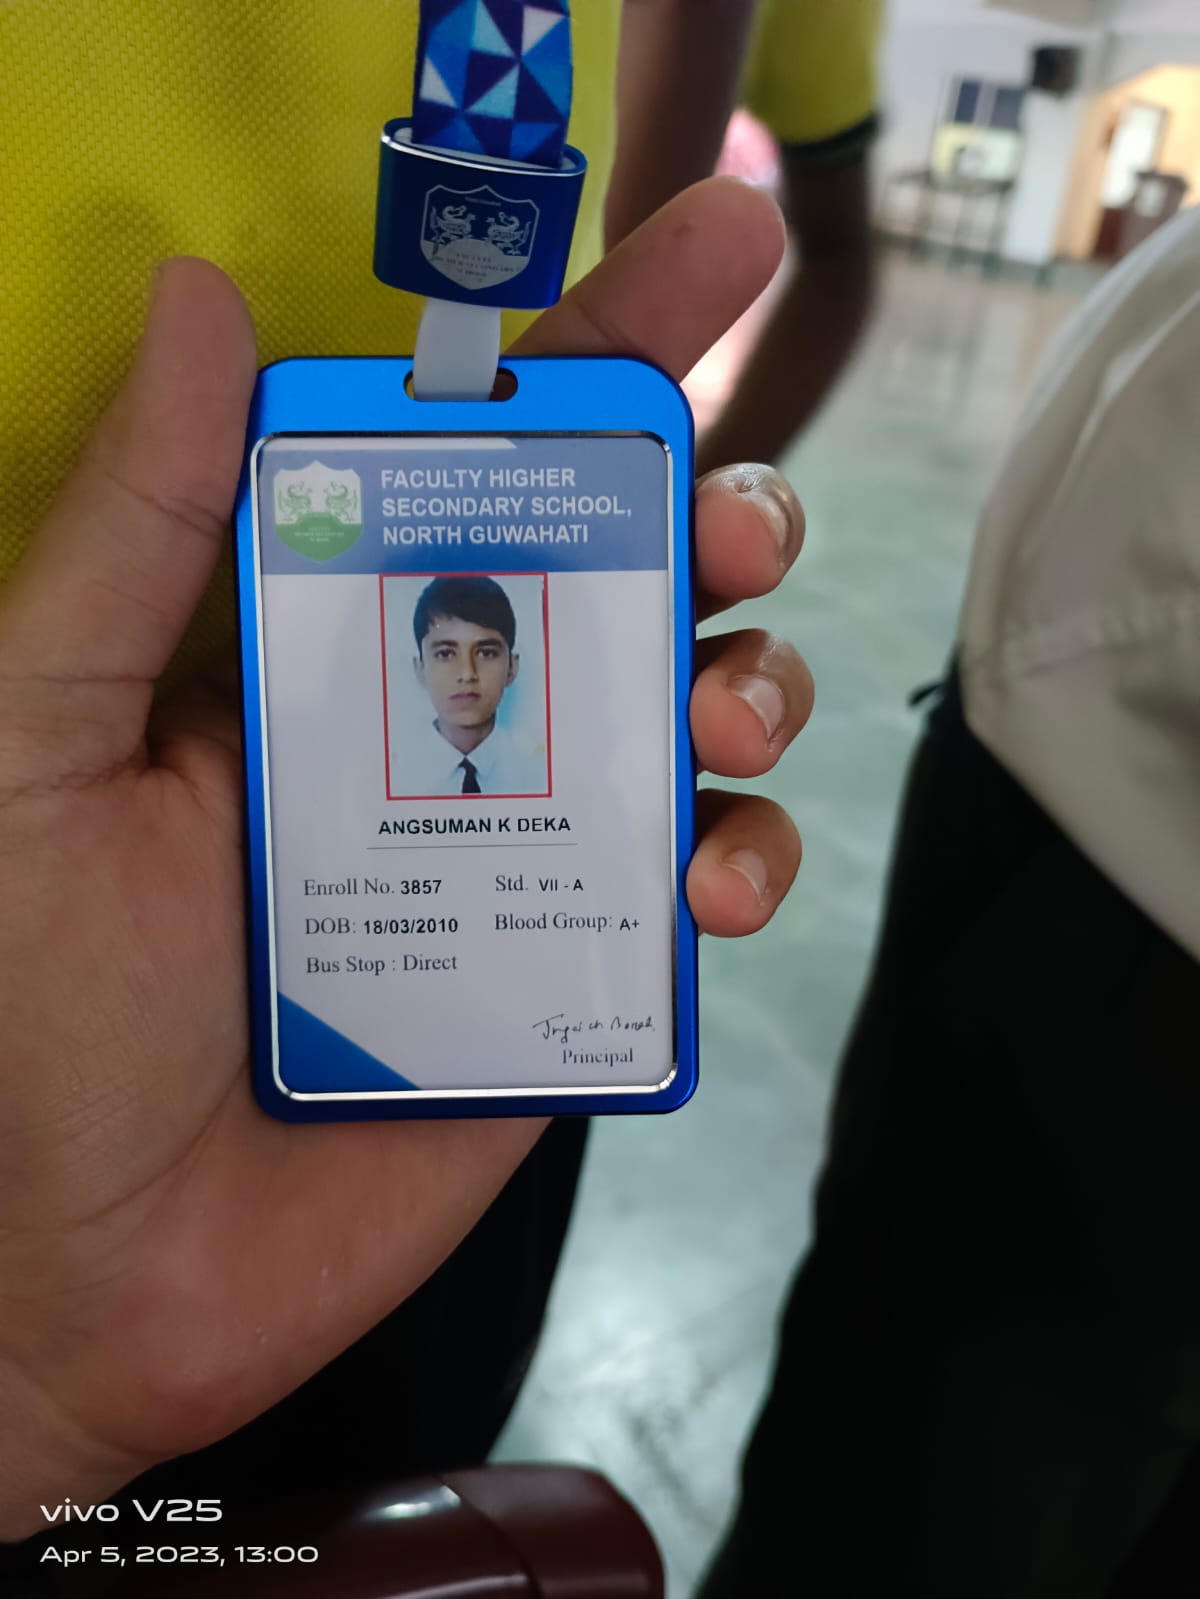 FACULTY HIGHER
SECONDARY SCHOOL,
NORTH GUWAHATI
ANGSUMAN K DEKA
Enroll No. 3857 Std. VII - A
DOB: 18/03/2010 Blood Group: A+
Bus Stop : Direct
Principal
vivo V25
Apr 5, 2023, 13:00